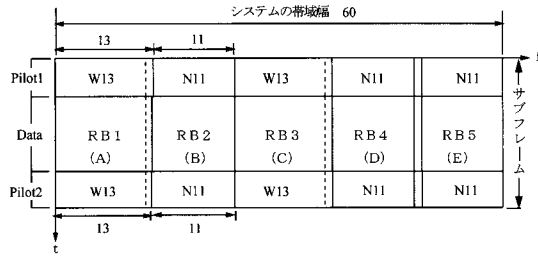 システムの帯域幅 60
13 11
f
Pilot1 W13 N11 W13 N11 N11
Data RB1 RB2 RB3 RB4 RB5
(A) (B) (C) (D) (E)
サブフレーム
Pilot2 W13 N11 W13 N11 N11
13 11
t